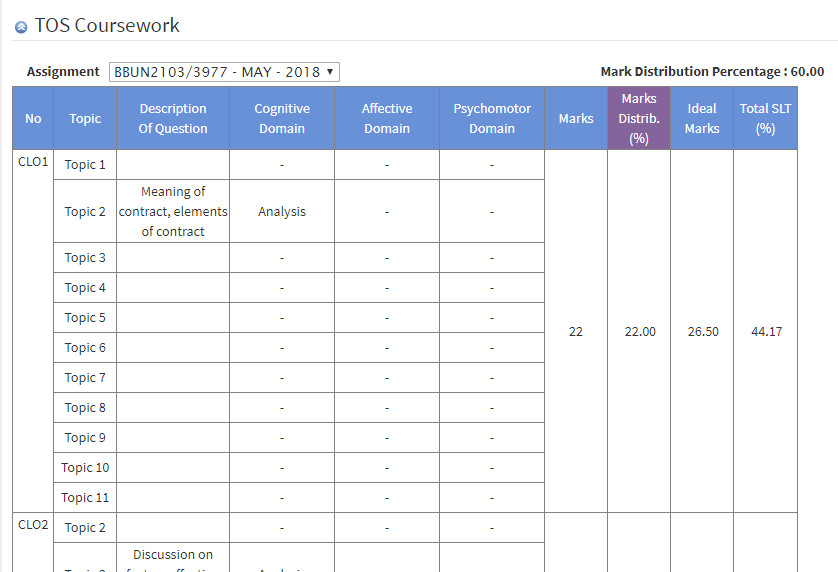 TOS Coursework
Assignment BBUN2103/3977 - MAY - 2018 Mark Distribution Percentage : 60.00
No Topic Description Of Question Cognitive Domain Affective Domain Psychomotor Domain Marks Marks Distrib. (%) Ideal Marks Total SLT (%)
CLO1 Topic 1 - - -
Topic 2 Meaning of contract, elements of contract Analysis - -
Topic 3 - - -
Topic 4 - - -
Topic 5 - - -
Topic 6 - - - 22 22.00 26.50 44.17
Topic 7 - - -
Topic 8 - - -
Topic 9 - - -
Topic 10 - - -
Topic 11 - - -
CLO2 Topic 2 - - -
Discussion on